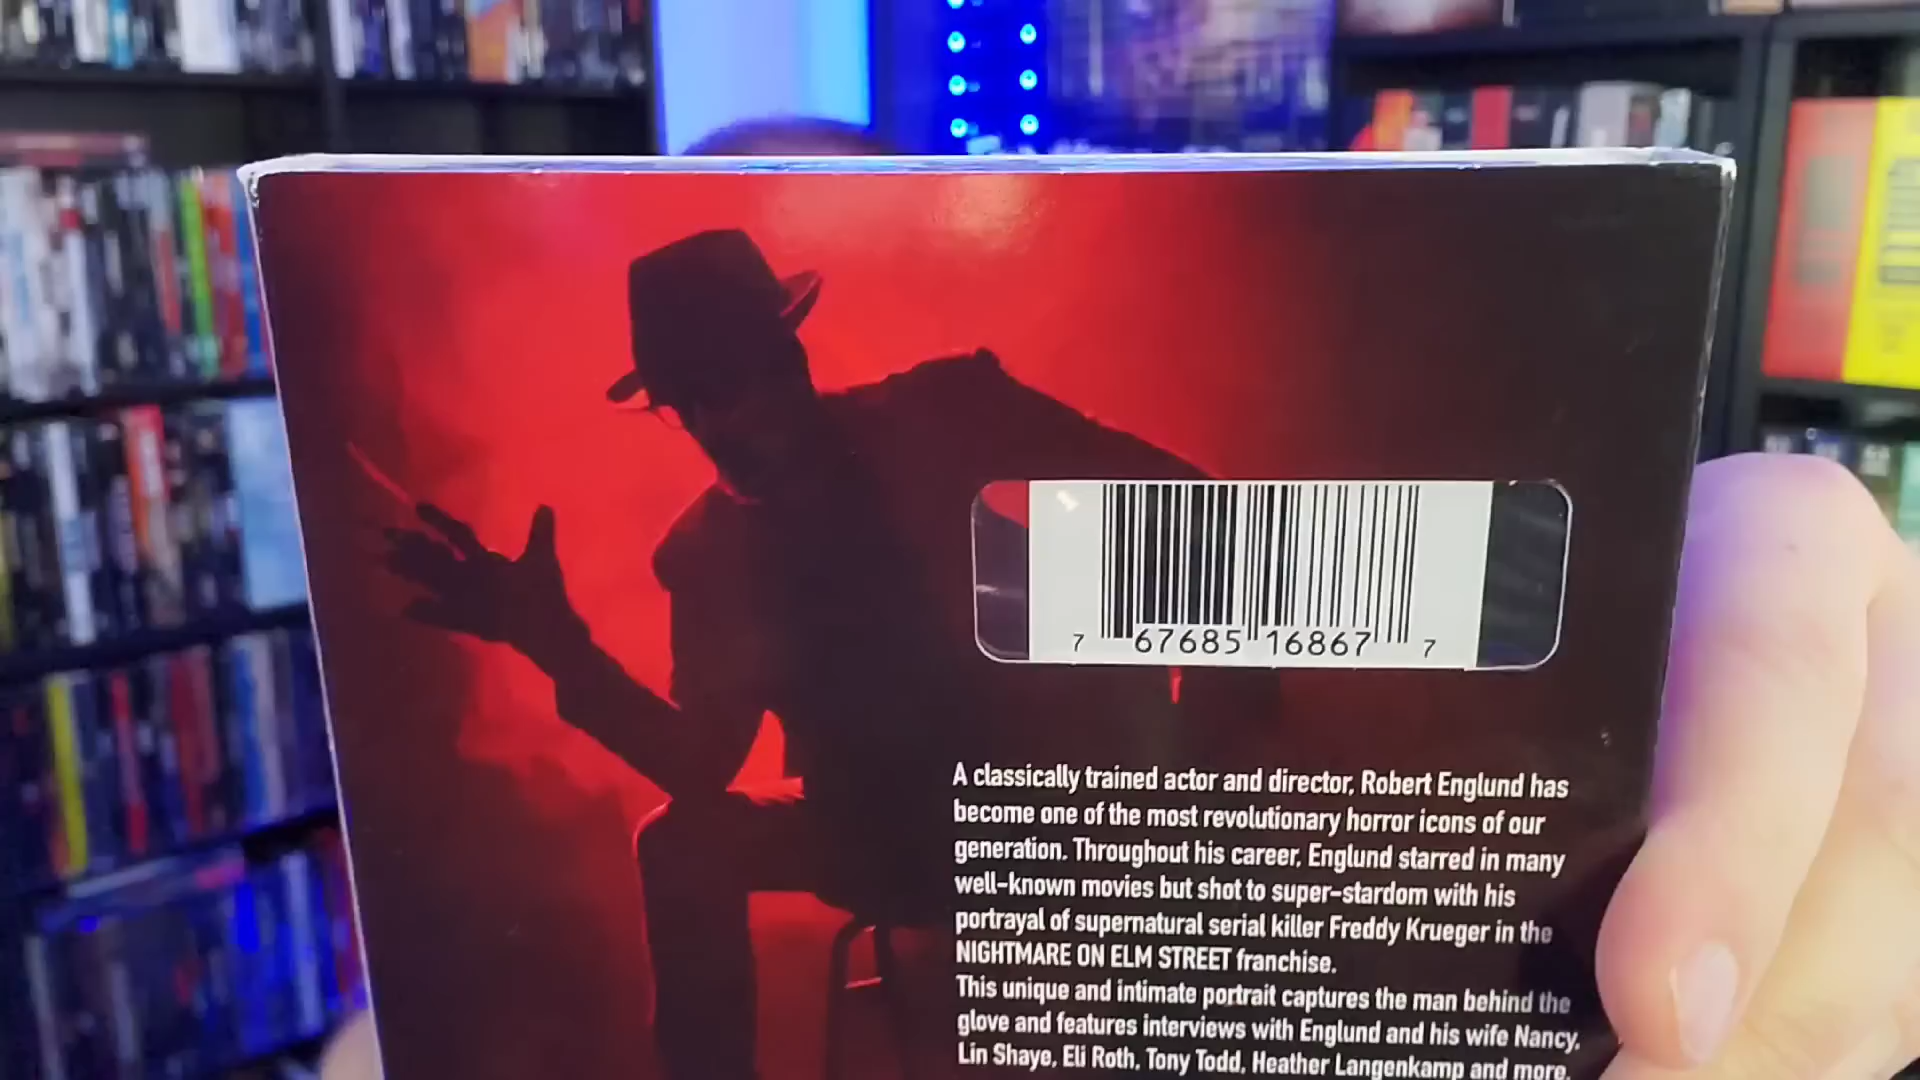 7 67685 16867 7
A classically trained actor and director, Robert Englund has
become one of the most revolutionary horror icons of our
generation. Throughout his career, Englund starred in many
well-known movies but shot to super-stardom with his
portrayal of supernatural serial killer Freddy Krueger in the
NIGHTMARE ON ELM STREET franchise.
This unique and intimate portrait captures the man behind the
glove and features interviews with Englund and his wife Nancy,
Lin Shaye, Eli Roth, Tony Todd, Heather Langenkamp and more.